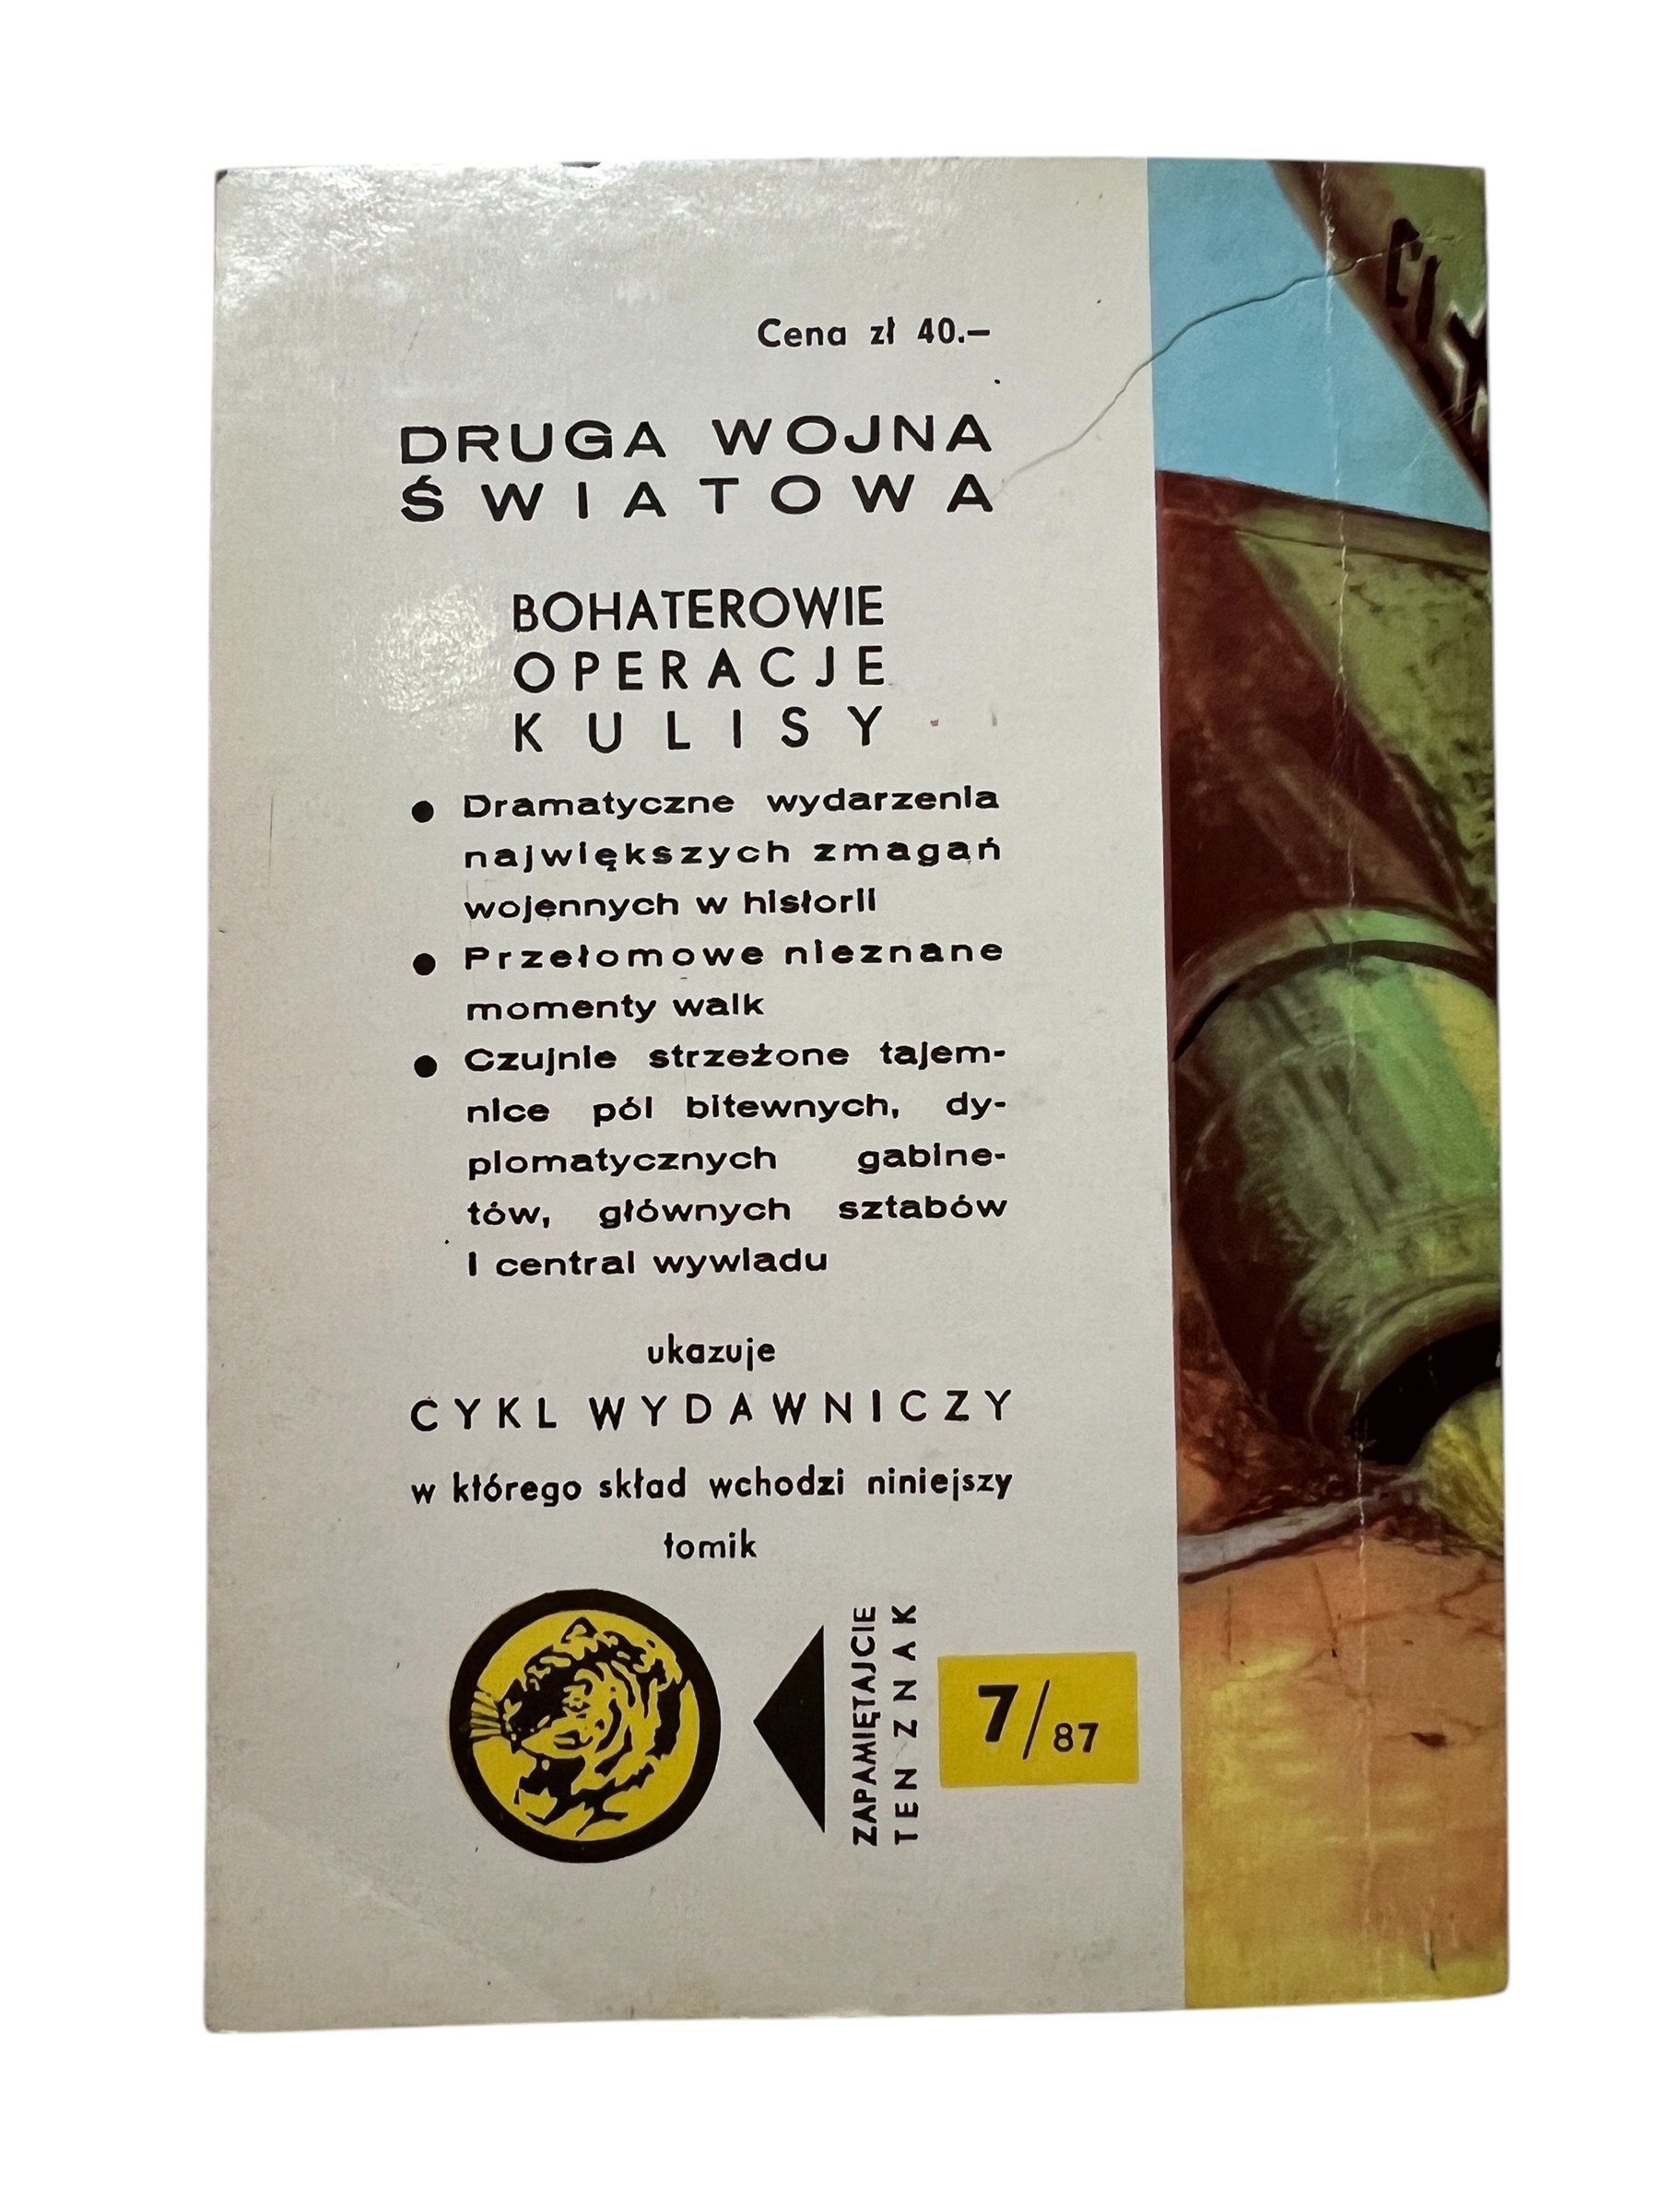 Cena zł 40.—
DRUGA WOJNA
ŚWIATOWA
BOHATEROWIE
OPERACJE
KULISY
● Dramatyczne wydarzenia
największych zmagań
wojennych w historii
● Przełomowe nieznane
momenty walk
● Czujnie strzeżone tajem-
nice pól bitewnych, dy-
plomatycznych gabine-
tów, głównych sztabów
i central wywiadu
ukazuje
CYKL WYDAWNICZY
w którego skład wchodzi niniejszy
tomik
ZAPAMIĘTAJCIE
TEN ZNAK
7/87